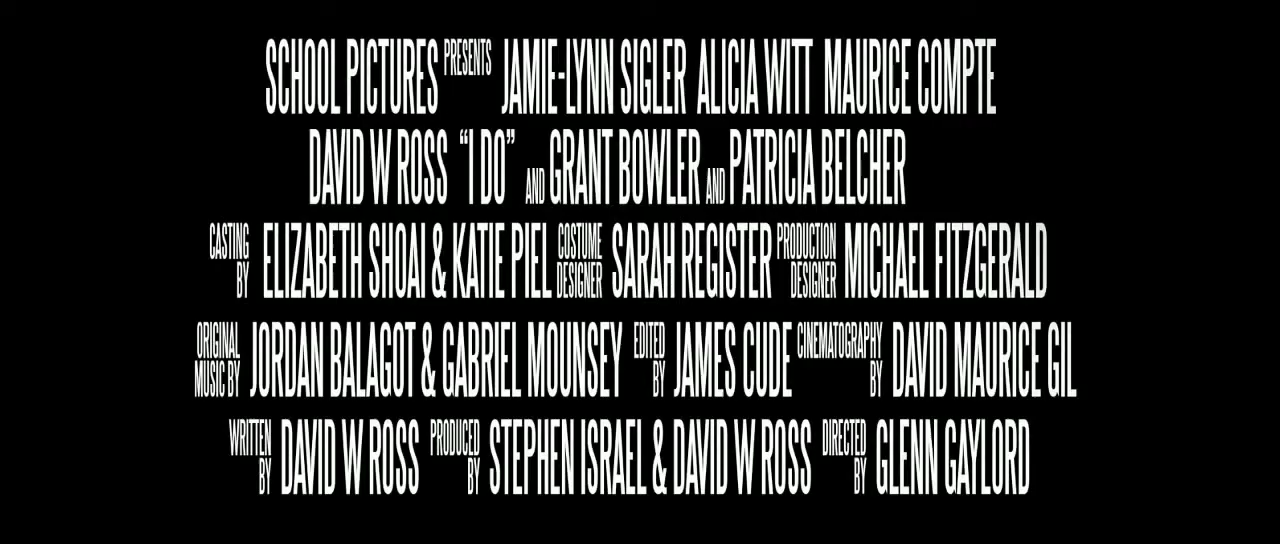 SCHOOL PICTURES PRESENTS JAMIE-LYNN SIGLER ALICIA WITT MAURICE COMPTE
DAVID W ROSS “I DO” AND GRANT BOWLER AND PATRICIA BELCHER
CASTING BY ELIZABETH SHOAI & KATIE PIEL COSTUME DESIGNER SARAH REGISTER PRODUCTION DESIGNER MICHAEL FITZGERALD
ORIGINAL MUSIC BY JORDAN BALAGOT & GABRIEL MOUNSEY EDITED BY JAMES CUDE CINEMATOGRAPHY BY DAVID MAURICE GIL
WRITTEN BY DAVID W ROSS PRODUCED BY STEPHEN ISRAEL & DAVID W ROSS DIRECTED BY GLENN GAYLORD